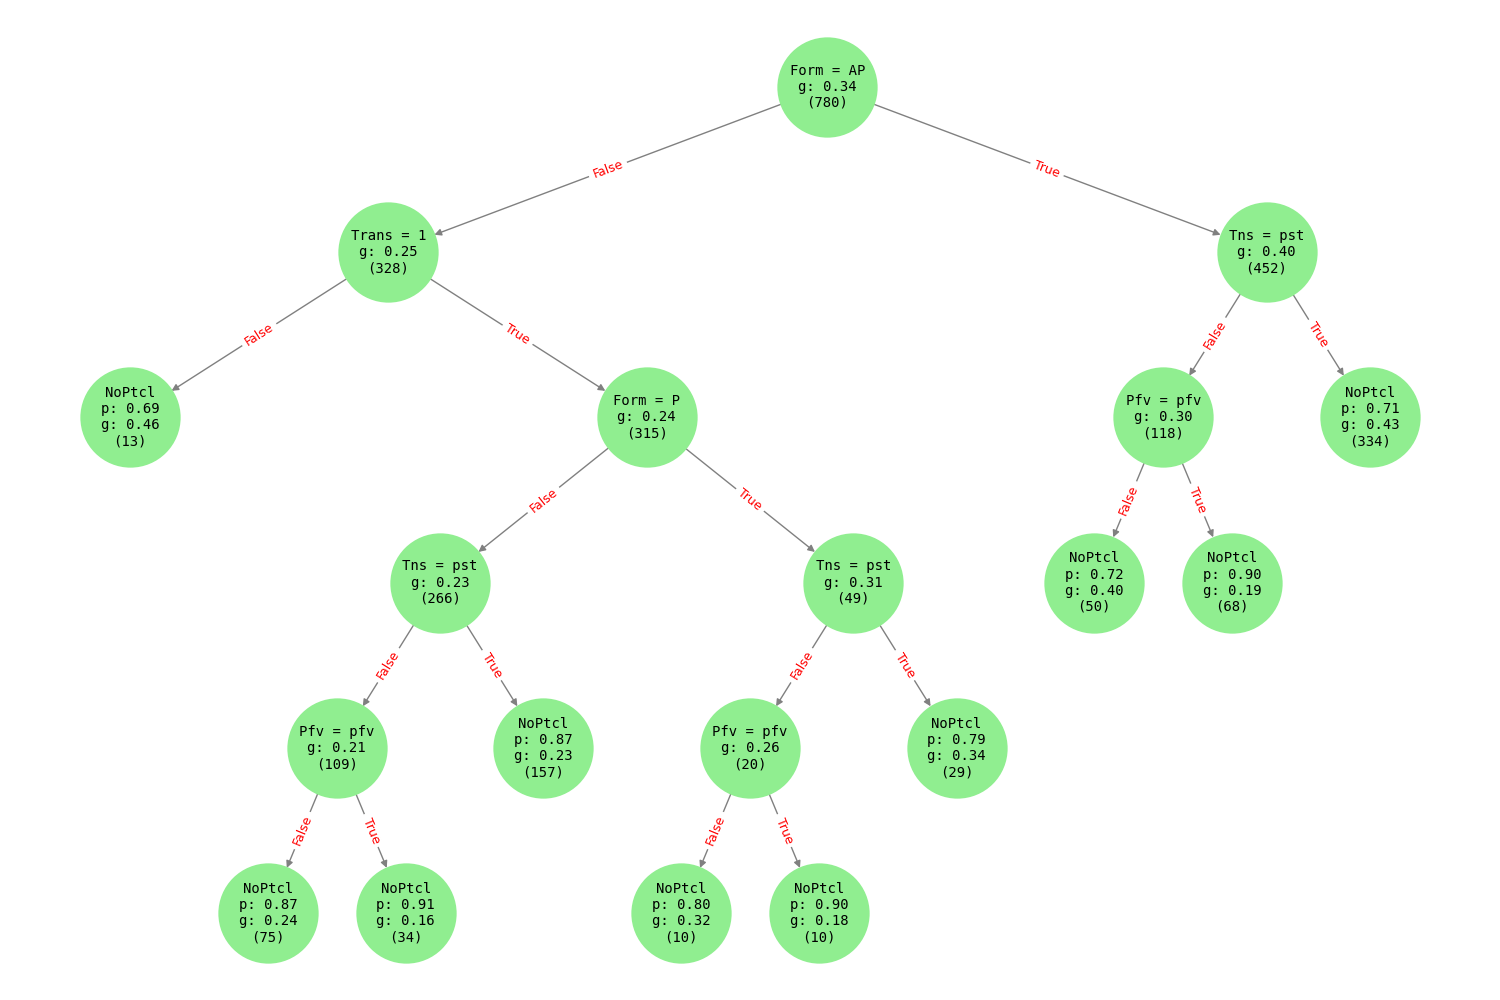 Form = AP
g: 0.34
(780)
False
True
Trans = 1
g: 0.25
(328)
Tns = pst
g: 0.40
(452)
False
True
False
True
NoPtcl
p: 0.69
g: 0.46
(13)
Form = P
g: 0.24
(315)
Pfv = pfv
g: 0.30
(118)
NoPtcl
p: 0.71
g: 0.43
(334)
False
True
False
True
Tns = pst
g: 0.23
(266)
Tns = pst
g: 0.31
(49)
NoPtcl
p: 0.72
g: 0.40
(50)
NoPtcl
p: 0.90
g: 0.19
(68)
False
True
False
True
Pfv = pfv
g: 0.21
(109)
NoPtcl
p: 0.87
g: 0.23
(157)
Pfv = pfv
g: 0.26
(20)
NoPtcl
p: 0.79
g: 0.34
(29)
False
True
False
True
NoPtcl
p: 0.87
g: 0.24
(75)
NoPtcl
p: 0.91
g: 0.16
(34)
NoPtcl
p: 0.80
g: 0.32
(10)
NoPtcl
p: 0.90
g: 0.18
(10)